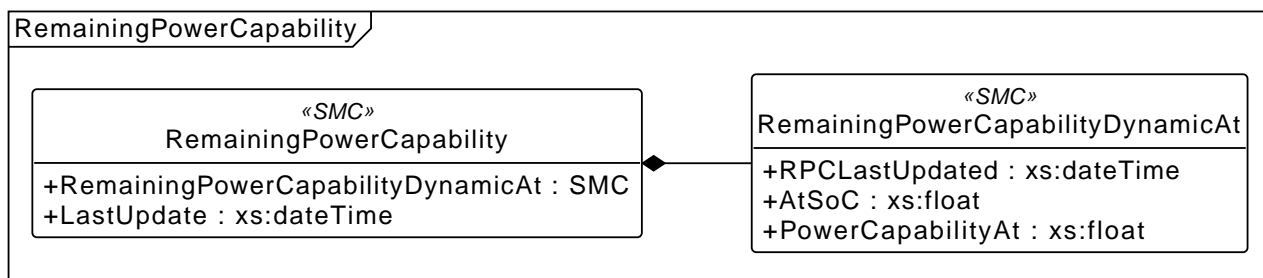 RemainingPowerCapability
«SMC»
RemainingPowerCapability
+RemainingPowerCapabilityDynamicAt : SMC
+LastUpdate : xs:dateTime
«SMC»
RemainingPowerCapabilityDynamicAt
+RPCLastUpdated : xs:dateTime
+AtSoC : xs:float
+PowerCapabilityAt : xs:float